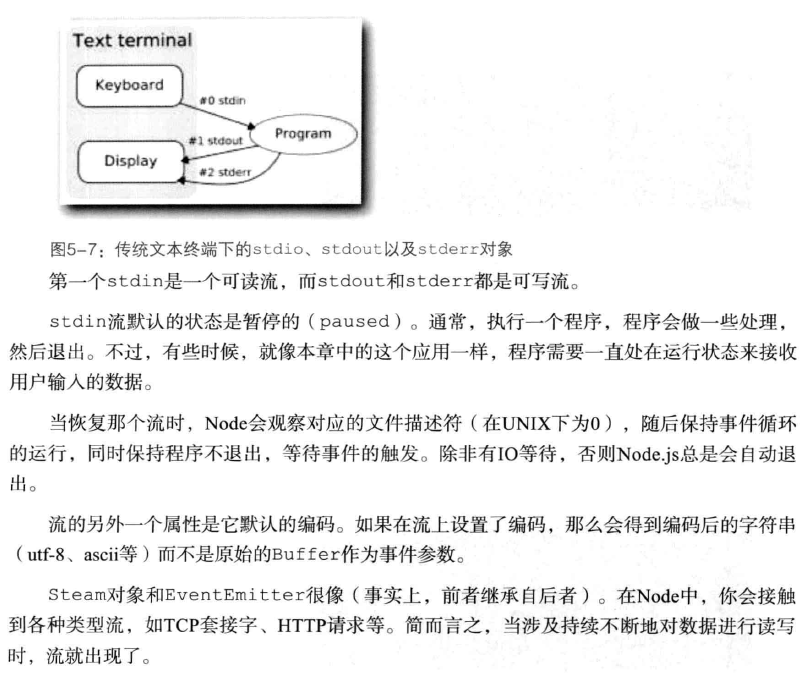 Text terminal
Keyboard
#0 stdin
Program
#1 stdout
Display
#2 stderr
图5-7：传统文本终端下的stdio、stdout以及stderr对象
第一个stdin是一个可读流，而stdout和stderr都是可写流。
stdin流默认的状态是暂停的（paused）。通常，执行一个程序，程序会做一些处理，
然后退出。不过，有些时候，就像本章中的这个应用一样，程序需要一直处在运行状态来接收
用户输入的数据。
当恢复那个流时，Node会观察对应的文件描述符（在UNIX下为0），随后保持事件循环
的运行，同时保持程序不退出，等待事件的触发。除非有IO等待，否则Node.js总是会自动退
出。
流的另外一个属性是它默认的编码。如果在流上设置了编码，那么会得到编码后的字符串
（utf-8、ascii等）而不是原始的Buffer作为事件参数。
Steam对象和EventEmitter很像（事实上，前者继承自后者）。在Node中，你会接触
到各种类型流，如TCP套接字、HTTP请求等。简而言之，当涉及持续不断地对数据进行读写
时，流就出现了。